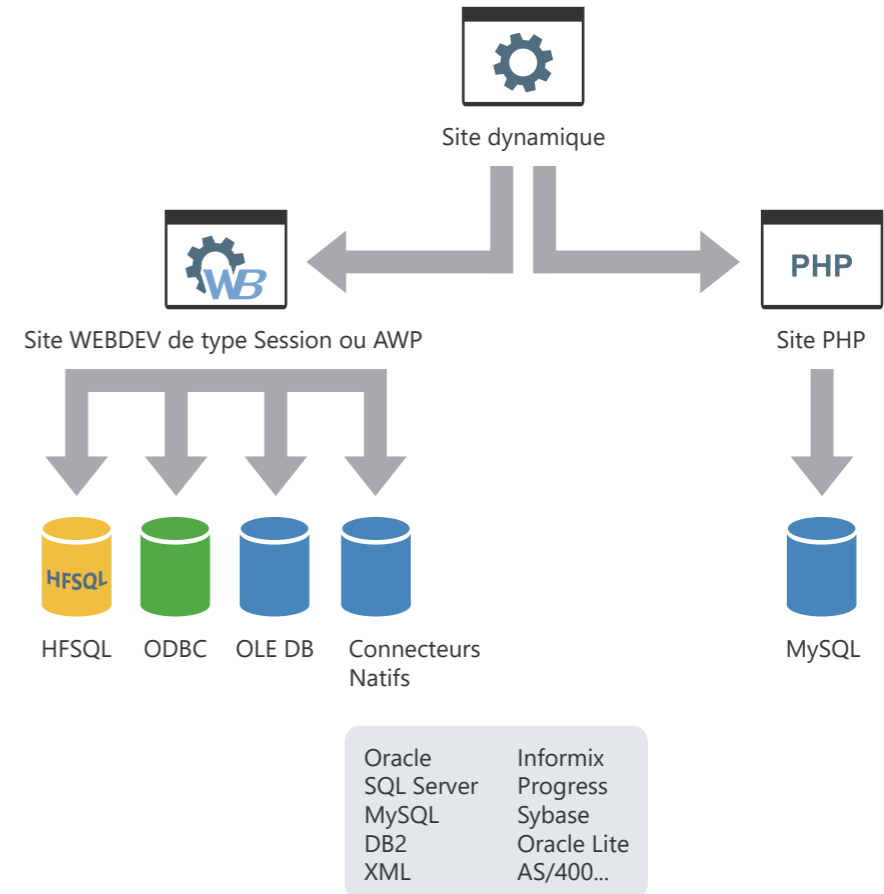 Site dynamique
WB
PHP
Site WEBDEV de type Session ou AWP
Site PHP
HFSQL
HFSQL
ODBC
OLE DB
Connecteurs
Natifs
MySQL
Oracle
SQL Server
MySQL
DB2
XML
Informix
Progress
Sybase
Oracle Lite
AS/400...